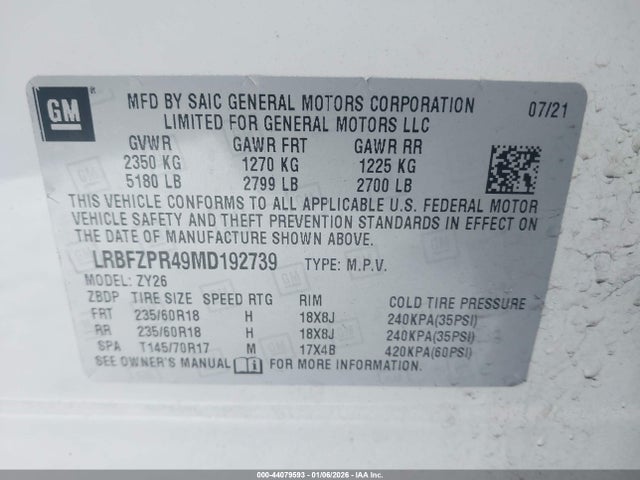 GM
MFD BY SAIC GENERAL MOTORS CORPORATION 07/21
LIMITED FOR GENERAL MOTORS LLC
GVWR GAWR FRT GAWR RR
2350 KG 1270 KG 1225 KG
5180 LB 2799 LB 2700 LB
THIS VEHICLE CONFORMS TO ALL APPLICABLE U.S. FEDERAL MOTOR
VEHICLE SAFETY AND THEFT PREVENTION STANDARDS IN EFFECT ON
THE DATE OF MANUFACTURE SHOWN ABOVE.
LRBFZPR49MD192739 TYPE: M.P.V.
MODEL: ZY26
ZBDP TIRE SIZE SPEED RTG RIM COLD TIRE PRESSURE
FRT 235/60R18 H 18X8J 240KPA(35PSI)
RR 235/60R18 H 18X8J 240KPA(35PSI)
SPA T145/70R17 M 17X4B 420KPA(60PSI)
SEE OWNER'S MANUAL FOR MORE INFORMATION
000-44079593 - 01/06/2026 - IAAI.CA